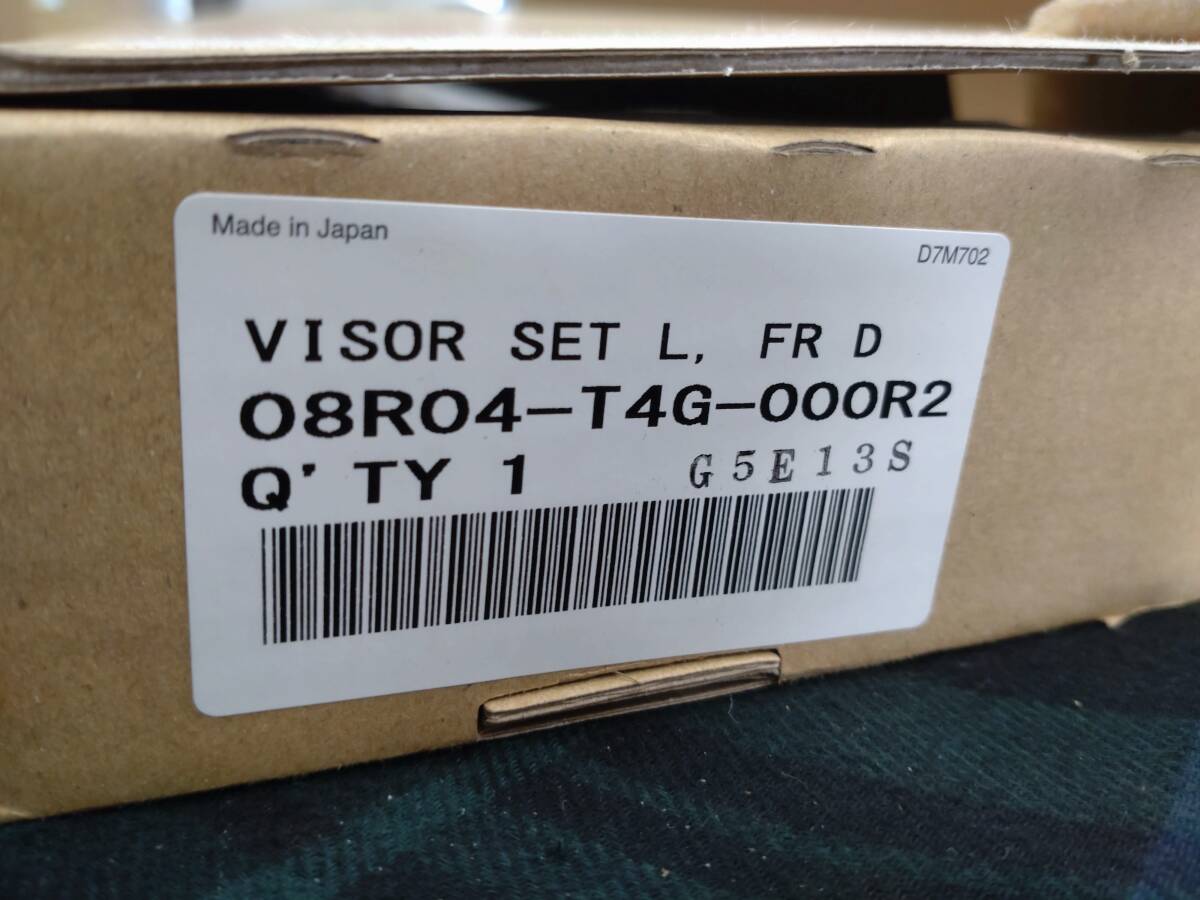 Made in Japan
D7M702
VISOR SET L, FR D
08R04-T4G-000R2
Q'TY 1 G5E13S